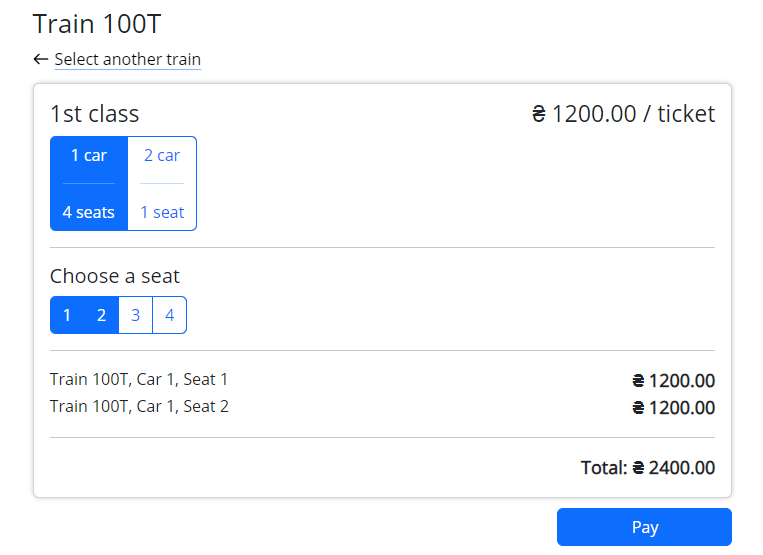 Train 100T
← Select another train
1st class ₴ 1200.00 / ticket
1 car 2 car
4 seats 1 seat
Choose a seat
1 2 3 4
Train 100T, Car 1, Seat 1 ₴ 1200.00
Train 100T, Car 1, Seat 2 ₴ 1200.00
Total: ₴ 2400.00
Pay